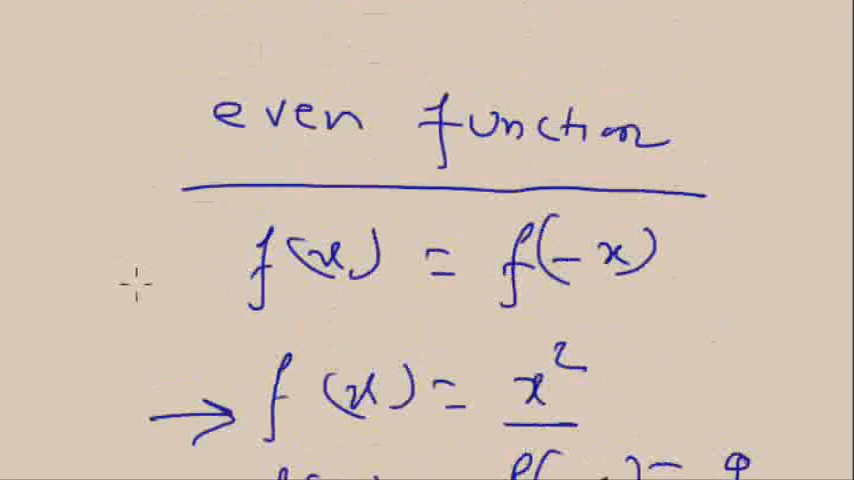 even function
f(x) = f(-x)
→ f(x) = x²